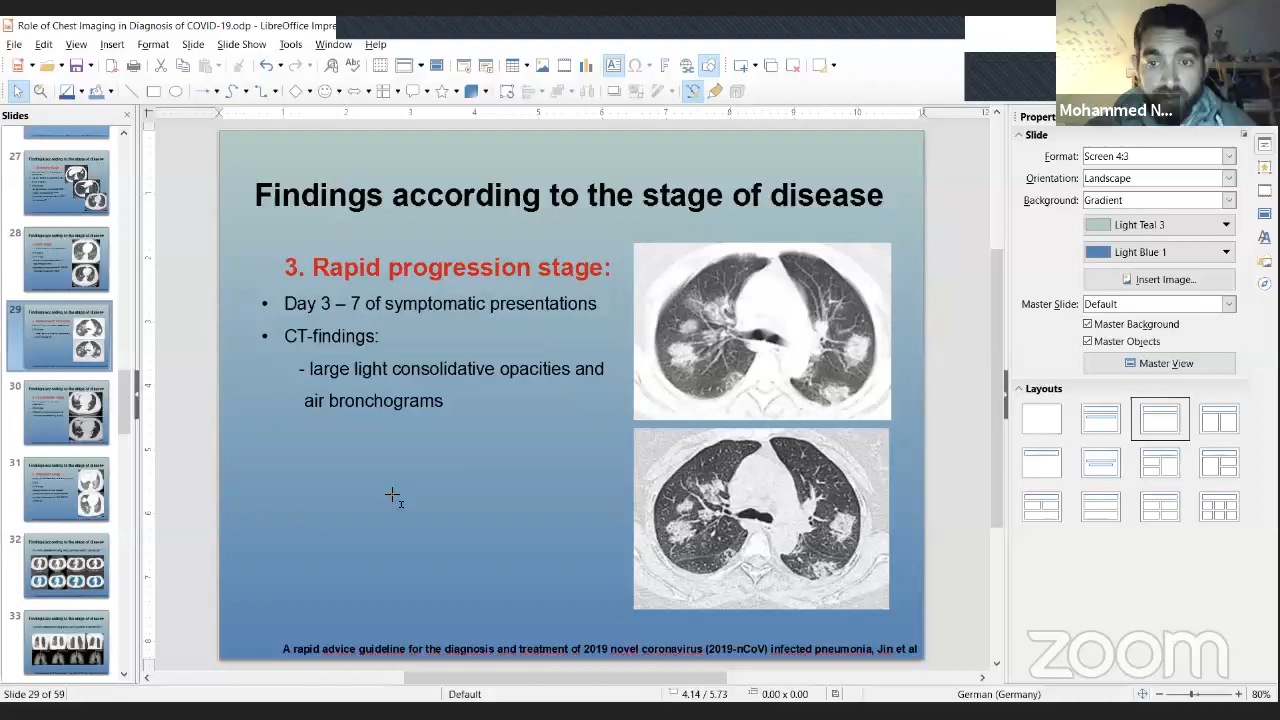 Role of Chest Imaging in Diagnosis of COVID-19.odp - LibreOffice Impre
File Edit View Insert Format Slide Slide Show Tools Window Help
Mohammed N...
Slides
27
28
29
30
31
32
33
Findings according to the stage of disease
3. Rapid progression stage:
• Day 3 – 7 of symptomatic presentations
• CT-findings:
- large light consolidative opacities and
air bronchograms
A rapid advice guideline for the diagnosis and treatment of 2019 novel coronavirus (2019-nCoV) infected pneumonia, Jin et al
Propert
Slide
Format: Screen 4:3
Orientation: Landscape
Background: Gradient
Light Teal 3
Light Blue 1
Insert Image...
Master Slide: Default
Master Background
Master Objects
Master View
Layouts
zoom
Slide 29 of 59 Default 4.14 / 5.73 0.00 x 0.00 German (Germany) 80%